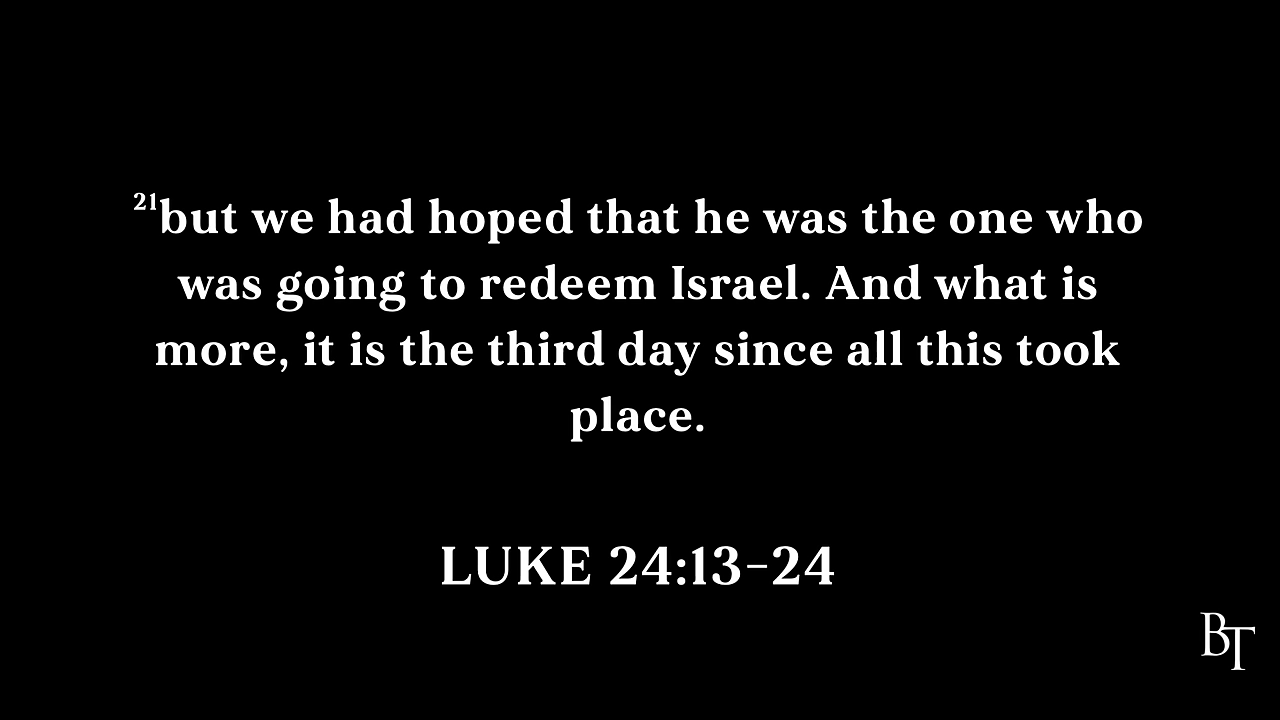 21but we had hoped that he was the one who
was going to redeem Israel. And what is
more, it is the third day since all this took
place.
LUKE 24:13-24
BT